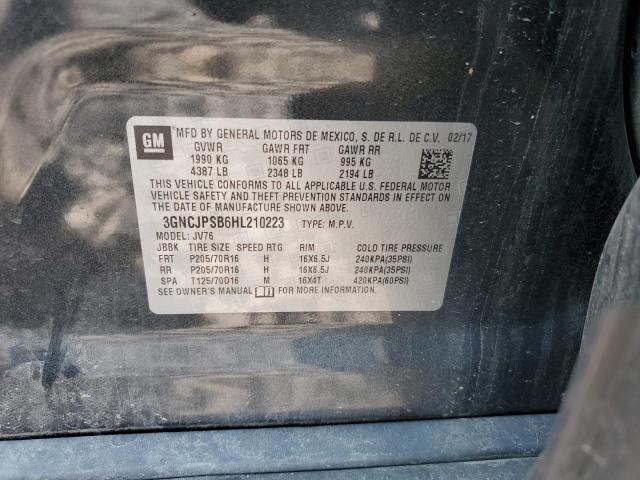 GM MFD BY GENERAL MOTORS DE MEXICO, S. DE R.L. DE C.V. 02/17
GVWR GAWR FRT GAWR RR
1990 KG 1065 KG 995 KG
4387 LB 2348 LB 2194 LB
THIS VEHICLE CONFORMS TO ALL APPLICABLE U.S. FEDERAL MOTOR
VEHICLE SAFETY AND THEFT PREVENTION STANDARDS IN EFFECT ON
THE DATE OF MANUFACTURE SHOWN ABOVE.
3GNCJPSB6HL210223 TYPE: M.P.V.
MODEL: JV76
JBBK TIRE SIZE SPEED RTG RIM COLD TIRE PRESSURE
FRT P205/70R16 H 16X6.5J 240KPA(35PSI)
RR P205/70R16 H 16X6.5J 240KPA(35PSI)
SPA T125/70D16 M 16X4T 420KPA(60PSI)
SEE OWNER'S MANUAL FOR MORE INFORMATION.